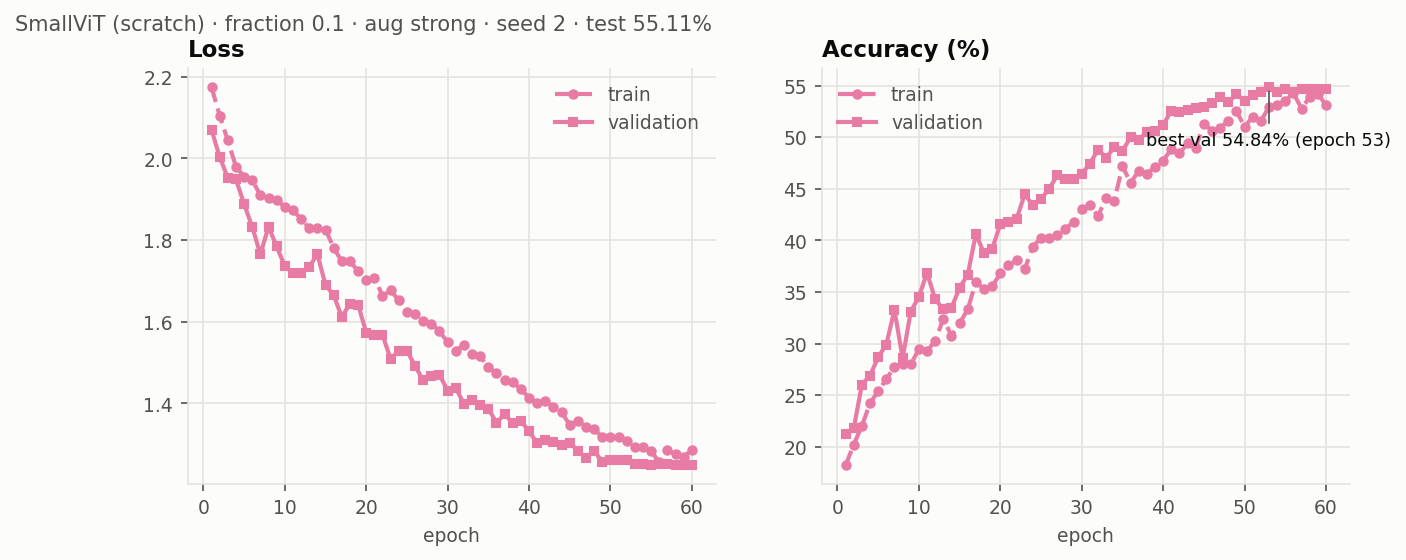 SmallViT (scratch) · fraction 0.1 · aug strong · seed 2 · test 55.11%
Loss
2.2
2.0
1.8
1.6
1.4
0 10 20 30 40 50 60
epoch
train
validation
Accuracy (%)
55
50
45
40
35
30
25
20
0 10 20 30 40 50 60
epoch
train
validation
best val 54.84% (epoch 53)